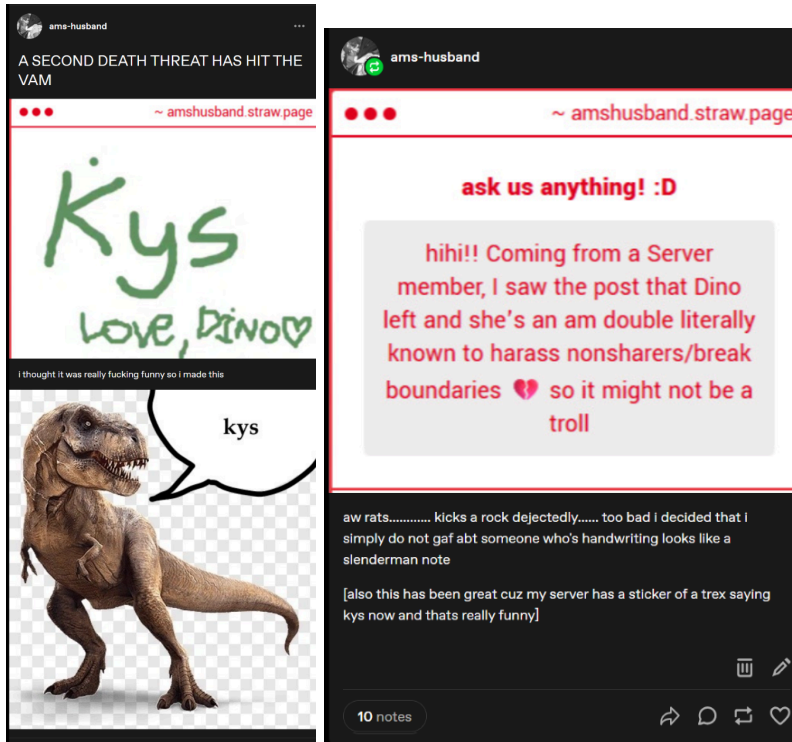 ams-husband
A SECOND DEATH THREAT HAS HIT THE
VAM
~ amshusband.straw.page
Kys
LOVE, DINO♡
i thought it was really fucking funny so i made this
kys
ams-husband
~ amshusband.straw.page
ask us anything! :D
hihi!! Coming from a Server
member, I saw the post that Dino
left and she's an am double literally
known to harass nonsharers/break
boundaries 💔 so it might not be a
troll
aw rats............ kicks a rock dejectedly...... too bad i decided that i
simply do not gaf abt someone who's handwriting looks like a
slenderman note
[also this has been great cuz my server has a sticker of a trex saying
kys now and thats really funny]
10 notes